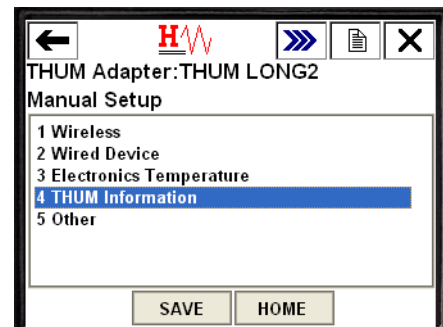 H
THUM Adapter:THUM LONG2
Manual Setup
1 Wireless
2 Wired Device
3 Electronics Temperature
4 THUM Information
5 Other
SAVE HOME